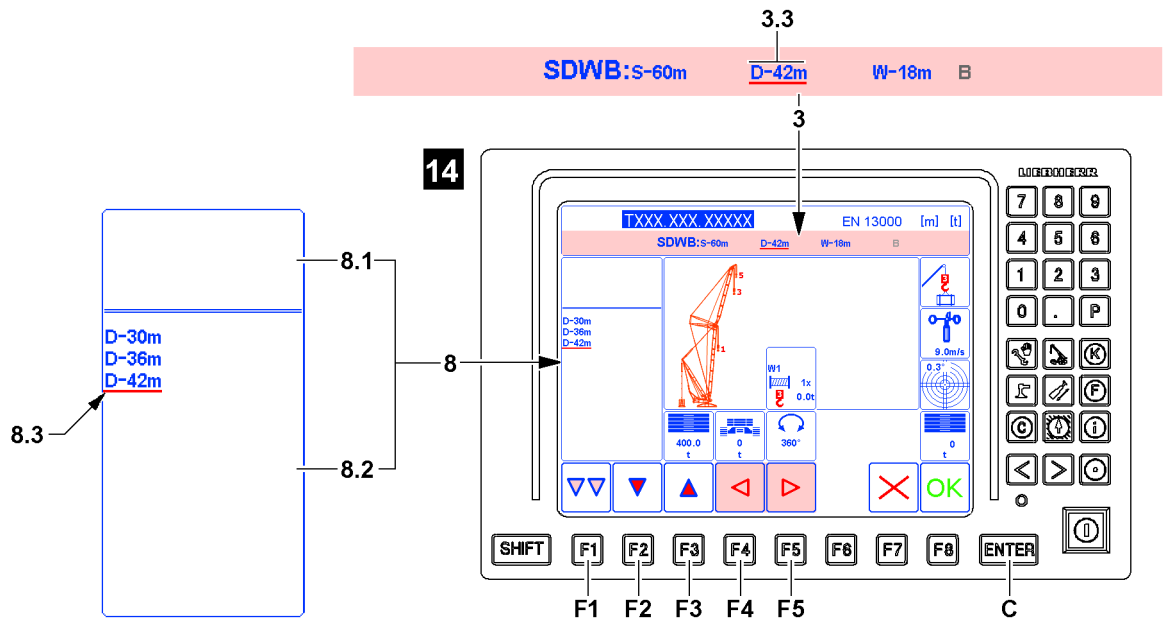 3.3
SDWB: S-60m D-42m W-18m B
3
14
LIEBHERR
TXXX.XXX.XXXXX EN 13000 [m] [t]
SDWB: S-60m D-42m W-18m B
7 8 9
4 5 6
1 2 3
0 . P
8.1
D-30m
D-36m
D-42m
8
8.3
8.2
D-30m
D-36m
D-42m
5
3
1
W1
1x
3
0.0t
3
9.0m/s
0.3°
400.0
t
0
t
360°
0
t
OK
K
F
C
i
< >
SHIFT F1 F2 F3 F4 F5 F6 F7 F8 ENTER
F1 F2 F3 F4 F5 C